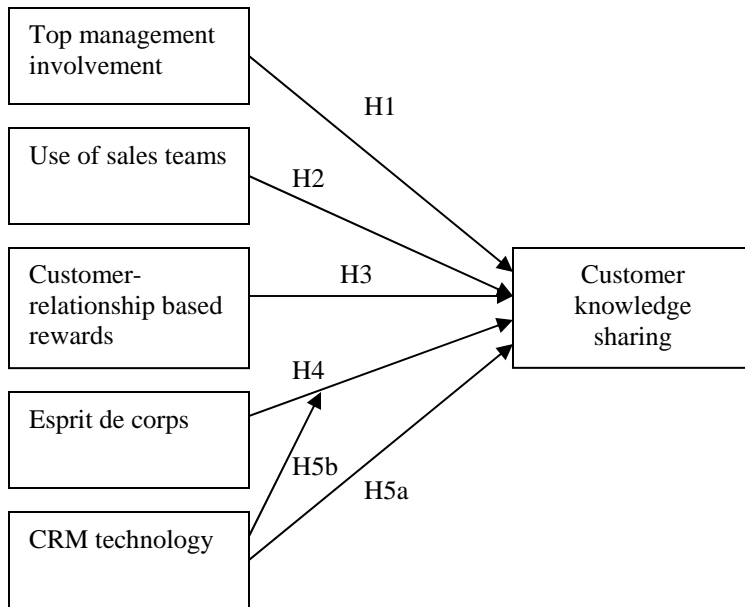 Top management
involvement
H1
Use of sales teams
H2
Customer-
relationship based
rewards
H3
Customer
knowledge
sharing
H4
Esprit de corps
H5b
H5a
CRM technology